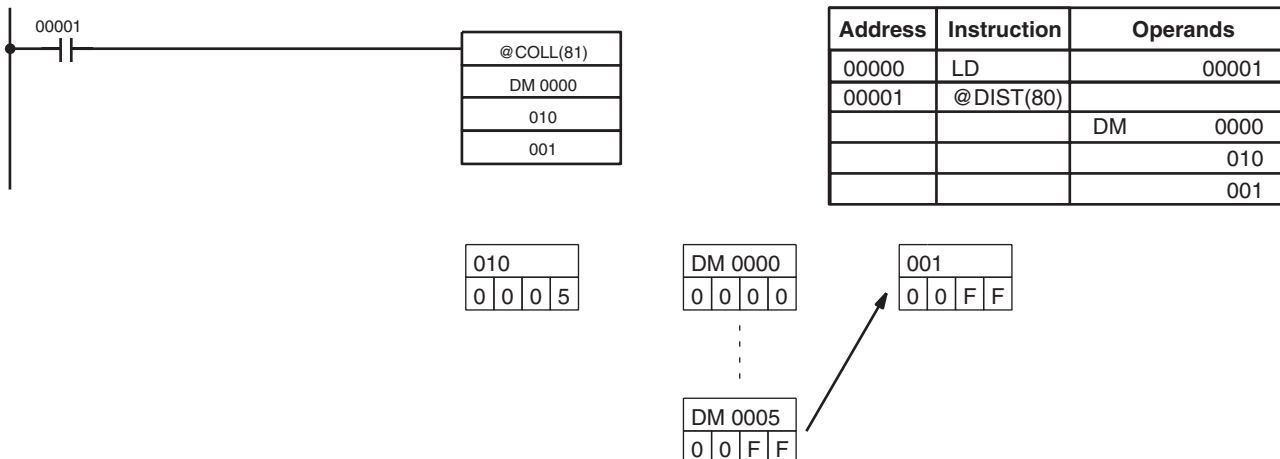 00001
@COLL(81)
DM 0000
010
001
Address Instruction Operands
00000 LD 00001
00001 @DIST(80)
DM 0000
010
001
010 DM 0000 001
0 0 0 5 0 0 0 0 0 0 F F
DM 0005
0 0 F F